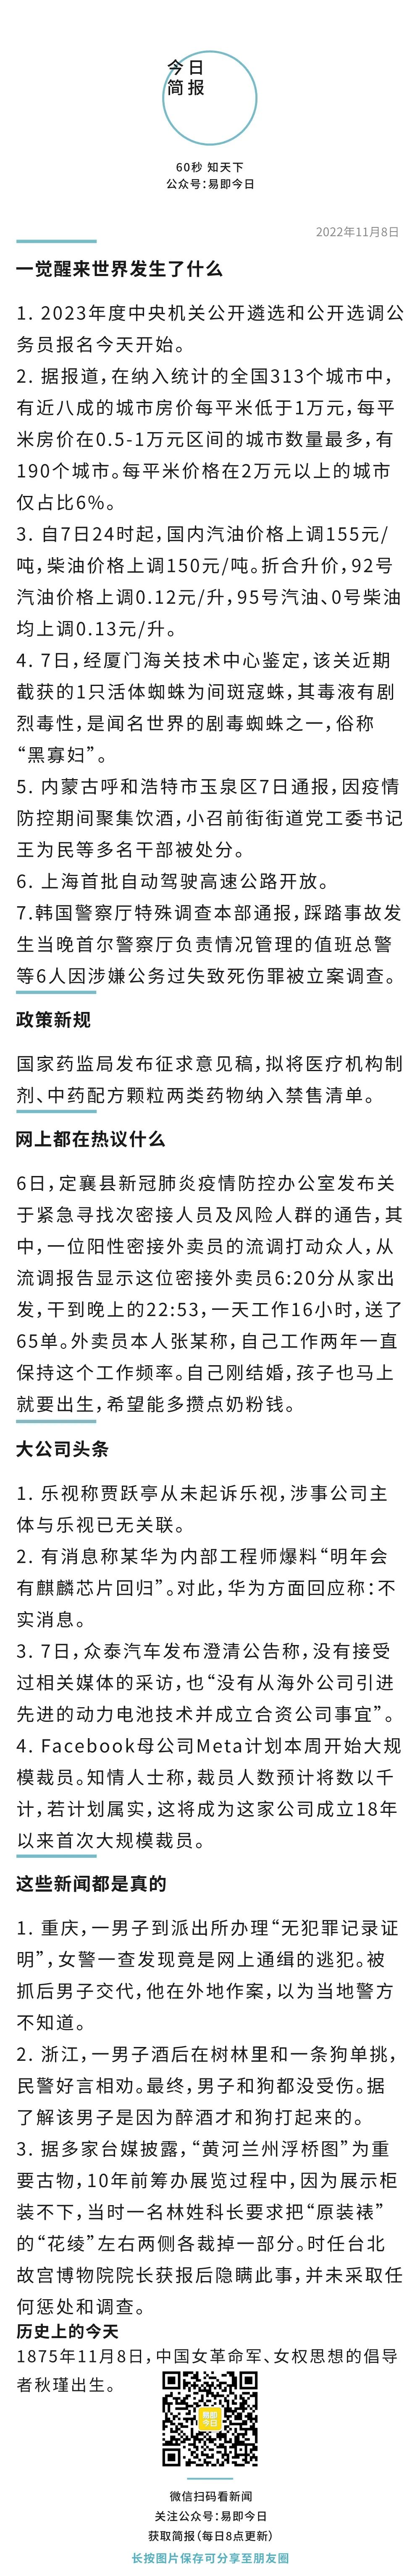 今日
简报
60秒 知天下
公众号：易即今日
2022年11月8日
一觉醒来世界发生了什么
1. 2023年度中央机关公开遴选和公开选调公
务员报名今天开始。
2. 据报道，在纳入统计的全国313个城市中，
有近八成的城市房价每平米低于1万元，每平
米房价在0.5-1万元区间的城市数量最多，有
190个城市。每平米价格在2万元以上的城市
仅占比6%。
3. 自7日24时起，国内汽油价格上调155元/
吨，柴油价格上调150元/吨。折合升价，92号
汽油价格上调0.12元/升，95号汽油、0号柴油
均上调0.13元/升。
4. 7日，经厦门海关技术中心鉴定，该关近期
截获的1只活体蜘蛛为间斑寇蛛，其毒液有剧
烈毒性，是闻名世界的剧毒蜘蛛之一，俗称
“黑寡妇”。
5. 内蒙古呼和浩特市玉泉区7日通报，因疫情
防控期间聚集饮酒，小召前街街道党工委书记
王为民等多名干部被处分。
6. 上海首批自动驾驶高速公路开放。
7.韩国警察厅特殊调查本部通报，踩踏事故发
生当晚首尔警察厅负责情况管理的值班总警
等6人因涉嫌公务过失致死伤罪被立案调查。
政策新规
国家药监局发布征求意见稿，拟将医疗机构制
剂、中药配方颗粒两类药物纳入禁售清单。
网上都在热议什么
6日，定襄县新冠肺炎疫情防控办公室发布关
于紧急寻找次密接人员及风险人群的通告，其
中，一位阳性密接外卖员的流调打动众人，从
流调报告显示这位密接外卖员6:20分从家出
发，干到晚上的22:53，一天工作16小时，送了
65单。外卖员本人张某称，自己工作两年一直
保持这个工作频率。自己刚结婚，孩子也马上
就要出生，希望能多攒点奶粉钱。
大公司头条
1. 乐视称贾跃亭从未起诉乐视，涉事公司主
体与乐视已无关联。
2. 有消息称某华为内部工程师爆料“明年会
有麒麟芯片回归”。对此，华为方面回应称：不
实消息。
3. 7日，众泰汽车发布澄清公告称，没有接受
过相关媒体的采访，也“没有从海外公司引进
先进的动力电池技术并成立合资公司事宜”。
4. Facebook母公司Meta计划本周开始大规
模裁员。知情人士称，裁员人数预计将数以千
计，若计划属实，这将成为这家公司成立18年
以来首次大规模裁员。
这些新闻都是真的
1. 重庆，一男子到派出所办理“无犯罪记录证
明”，女警一查发现竟是网上通缉的逃犯。被
抓后男子交代，他在外地作案，以为当地警方
不知道。
2. 浙江，一男子酒后在树林里和一条狗单挑，
民警好言相劝。最终，男子和狗都没受伤。据
了解该男子是因为醉酒才和狗打起来的。
3. 据多家台媒披露，“黄河兰州浮桥图”为重
要古物，10年前筹办展览过程中，因为展示柜
装不下，当时一名林姓科长要求把“原装裱”
的“花绫”左右两侧各裁掉一部分。时任台北
故宫博物院院长获报后隐瞒此事，并未采取任
何惩处和调查。
历史上的今天
1875年11月8日，中国女革命军、女权思想的倡导
者秋瑾出生。
易即
今日
微信扫码看新闻
关注公众号：易即今日
获取简报（每日8点更新）
长按图片保存可分享至朋友圈